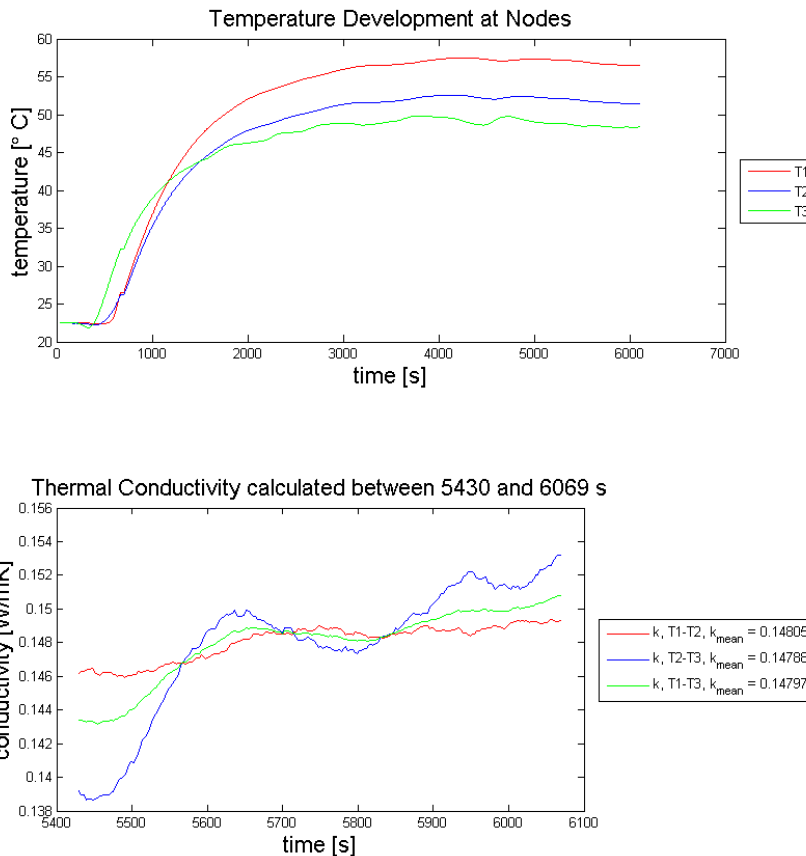 Temperature Development at Nodes
temperature [° C]
60
55
50
45
40
35
30
25
20
0 1000 2000 3000 4000 5000 6000 7000
time [s]
T1
T2
T3
Thermal Conductivity calculated between 5430 and 6069 s
conductivity [W/mK]
0.156
0.154
0.152
0.15
0.148
0.146
0.144
0.142
0.14
0.138
5400 5500 5600 5700 5800 5900 6000 6100
time [s]
k, T1-T2, kmean = 0.14805
k, T2-T3, kmean = 0.14788
k, T1-T3, kmean = 0.14797